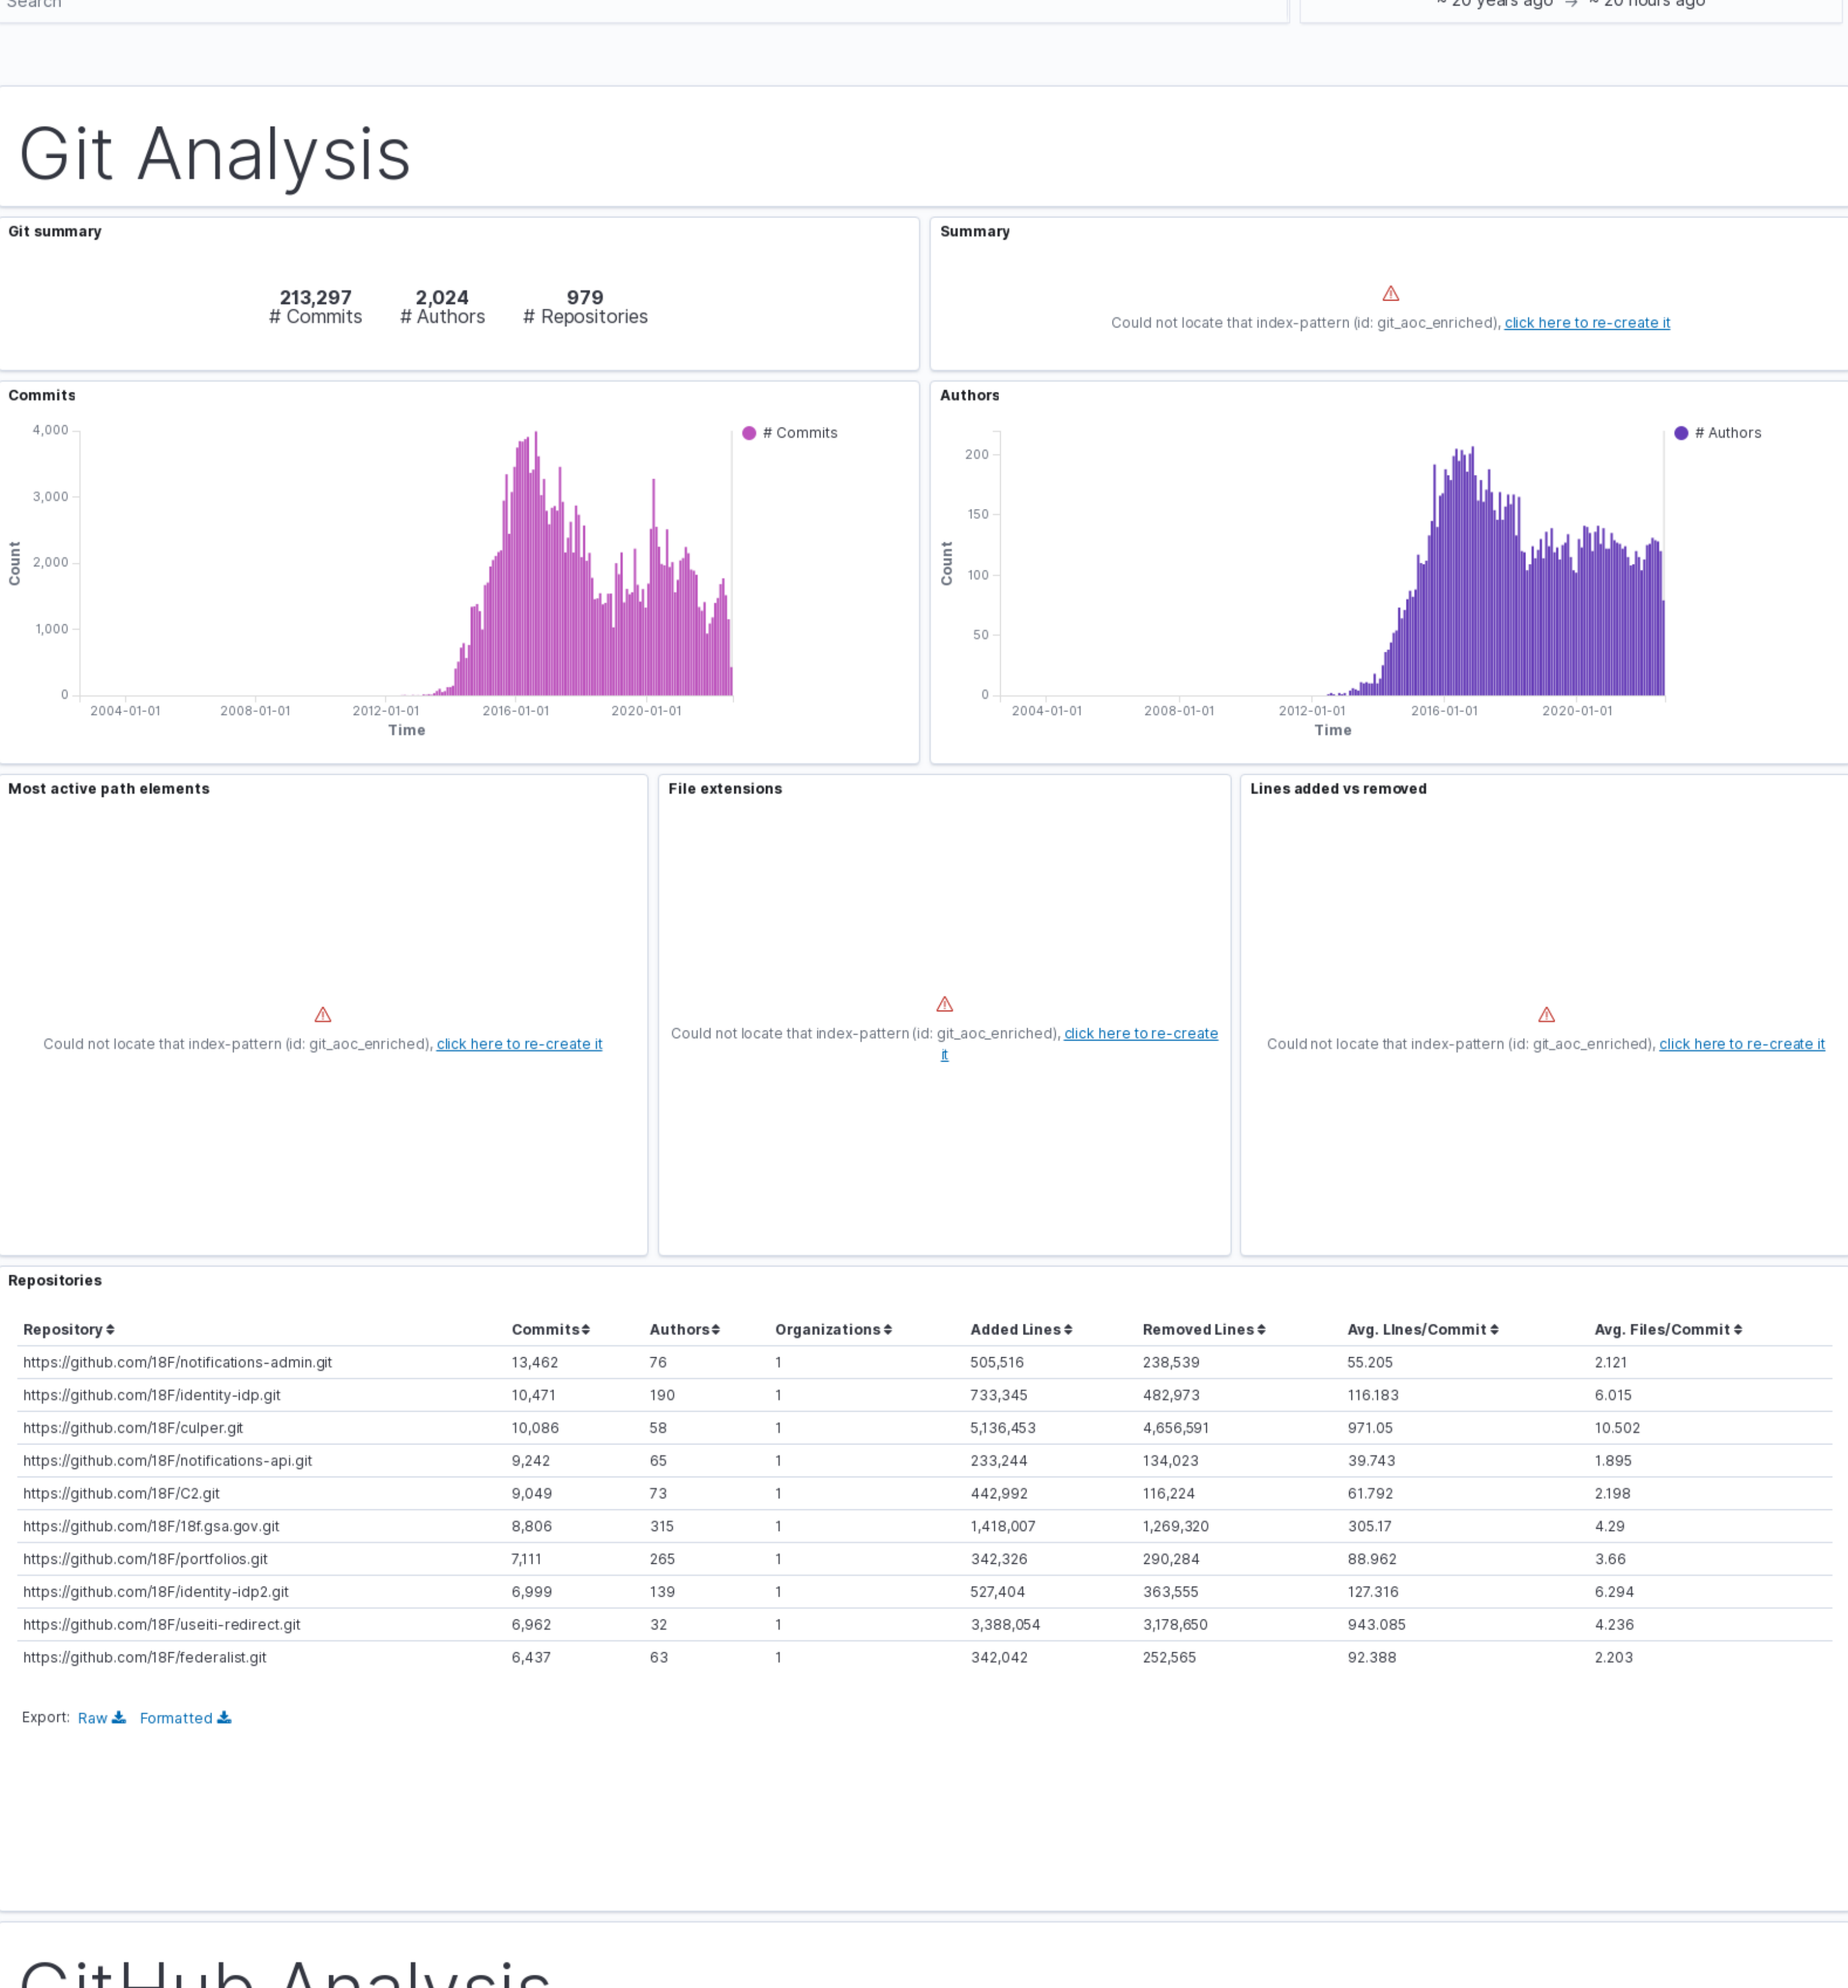 Search
~ 20 years ago → ~ 20 hours ago
Git Analysis
Git summary
213,297 2,024 979
# Commits # Authors # Repositories
Summary
Could not locate that index-pattern (id: git_aoc_enriched), click here to re-create it
Commits
# Commits
4,000
3,000
2,000
1,000
0
Count
2004-01-01 2008-01-01 2012-01-01 2016-01-01 2020-01-01
Time
Authors
# Authors
200
150
100
50
0
Count
2004-01-01 2008-01-01 2012-01-01 2016-01-01 2020-01-01
Time
Most active path elements
Could not locate that index-pattern (id: git_aoc_enriched), click here to re-create it
File extensions
Could not locate that index-pattern (id: git_aoc_enriched), click here to re-create
it
Lines added vs removed
Could not locate that index-pattern (id: git_aoc_enriched), click here to re-create it
Repositories
Repository Commits Authors Organizations Added Lines Removed Lines Avg. LInes/Commit Avg. Files/Commit
https://github.com/18F/notifications-admin.git 13,462 76 1 505,516 238,539 55.205 2.121
https://github.com/18F/identity-idp.git 10,471 190 1 733,345 482,973 116.183 6.015
https://github.com/18F/culper.git 10,086 58 1 5,136,453 4,656,591 971.05 10.502
https://github.com/18F/notifications-api.git 9,242 65 1 233,244 134,023 39.743 1.895
https://github.com/18F/C2.git 9,049 73 1 442,992 116,224 61.792 2.198
https://github.com/18F/18f.gsa.gov.git 8,806 315 1 1,418,007 1,269,320 305.17 4.29
https://github.com/18F/portfolios.git 7,111 265 1 342,326 290,284 88.962 3.66
https://github.com/18F/identity-idp2.git 6,999 139 1 527,404 363,555 127.316 6.294
https://github.com/18F/useiti-redirect.git 6,962 32 1 3,388,054 3,178,650 943.085 4.236
https://github.com/18F/federalist.git 6,437 63 1 342,042 252,565 92.388 2.203
Export: Raw Formatted
GitHub Analysis